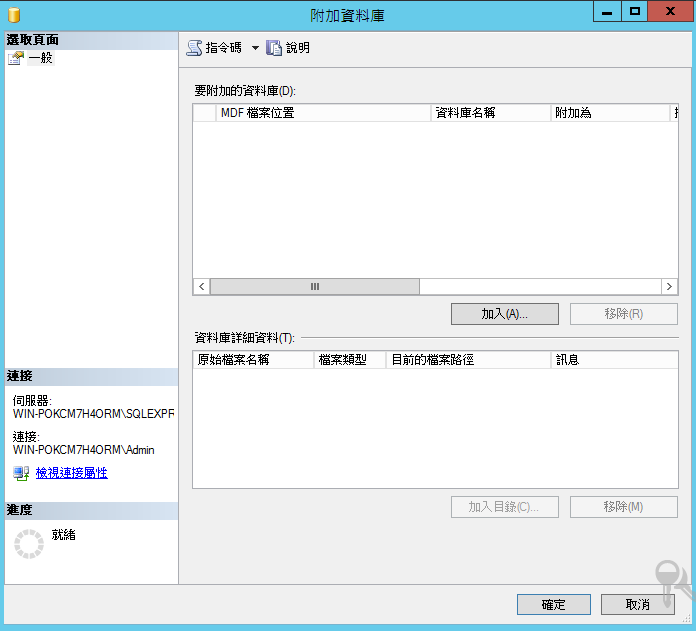 附加資料庫
選取頁面
一般
指令碼 說明
要附加的資料庫(D):
MDF 檔案位置 資料庫名稱 附加為
加入(A)... 移除(R)
資料庫詳細資料(T):
原始檔案名稱 檔案類型 目前的檔案路徑 訊息
加入目錄(C)... 移除(M)
連接
伺服器:
WIN-POKCM7H4ORM\SQLEXPR
連接:
WIN-POKCM7H4ORM\Admin
檢視連接屬性
進度
就緒
確定 取消